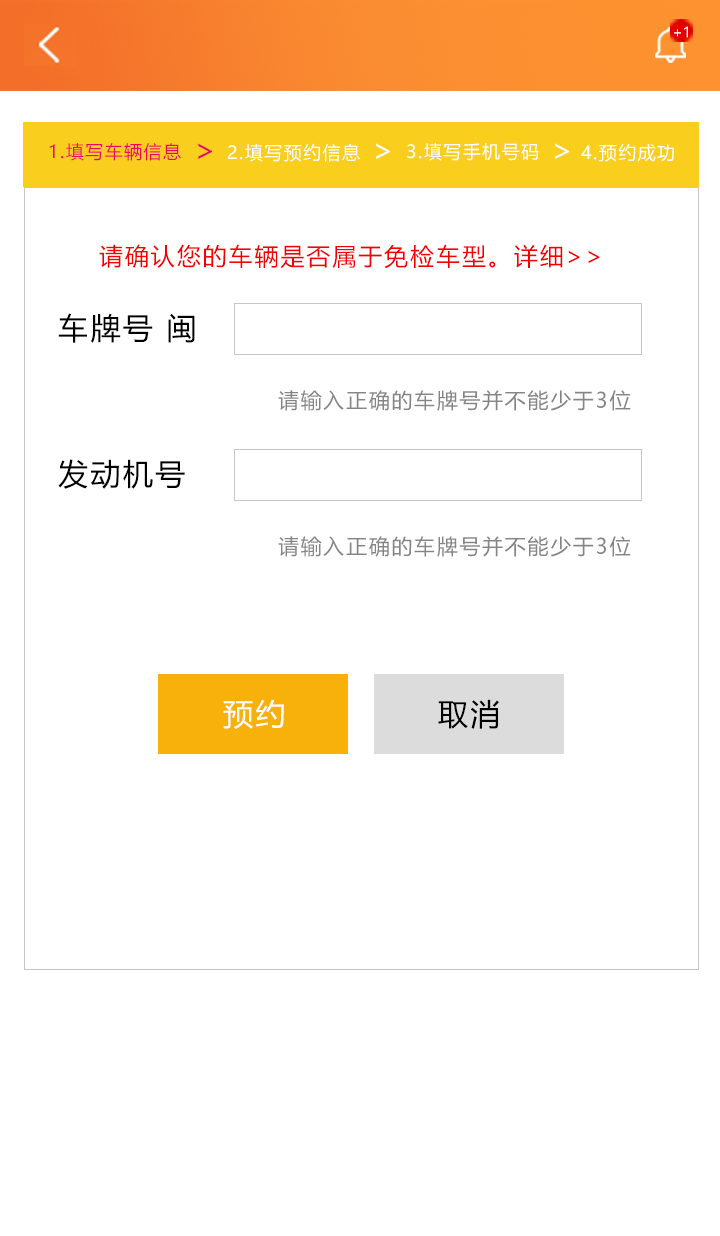 +1
1.填写车辆信息 > 2.填写预约信息 > 3.填写手机号码 > 4.预约成功
请确认您的车辆是否属于免检车型。详细>>
车牌号 闽
请输入正确的车牌号并不能少于3位
发动机号
请输入正确的车牌号并不能少于3位
预约 取消